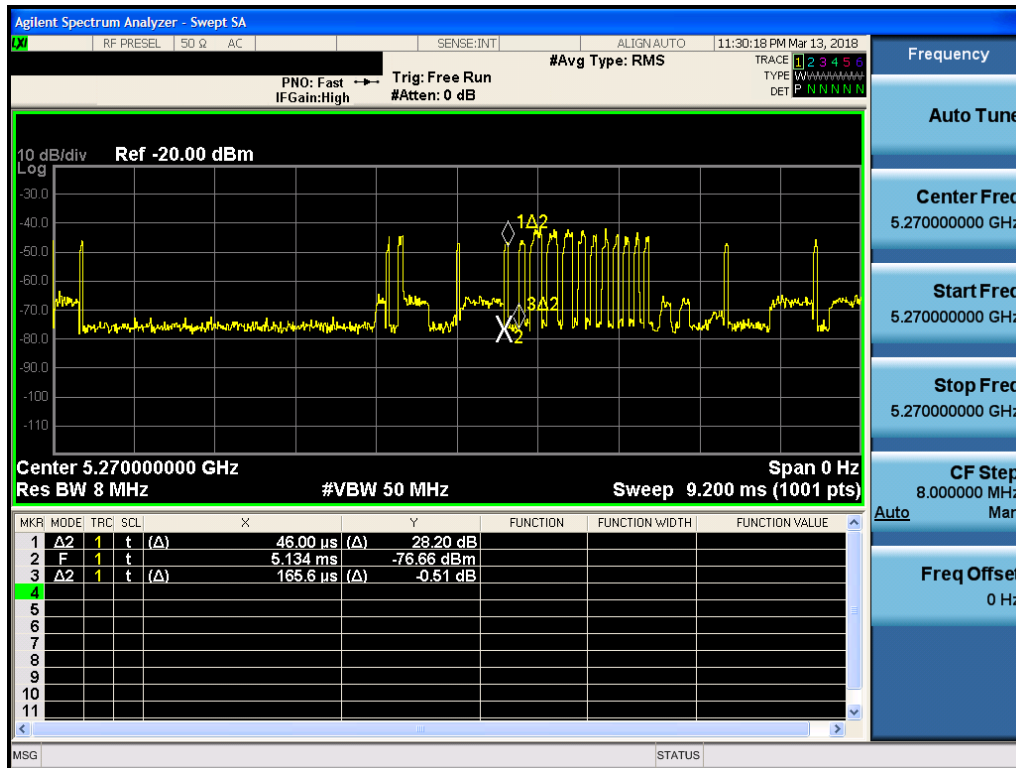 Agilent Spectrum Analyzer - Swept SA
LXI RF PRESEL 50 Ω AC SENSE:INT ALIGN AUTO 11:30:18 PM Mar 13, 2018
#Avg Type: RMS
TRACE 1 2 3 4 5 6
PNO: Fast Trig: Free Run
TYPE WWWWWW
IFGain:High #Atten: 0 dB
DET P N N N N N
10 dB/div Ref -20.00 dBm
Log
-30.0
-40.0
1Δ2
-50.0
-60.0
-70.0
3Δ2
-80.0
2
-90.0
-100
-110
Center 5.270000000 GHz Span 0 Hz
Res BW 8 MHz #VBW 50 MHz Sweep 9.200 ms (1001 pts)
MKR MODE TRC SCL X Y FUNCTION FUNCTION WIDTH FUNCTION VALUE
1 Δ2 1 t (Δ) 46.00 µs (Δ) 28.20 dB
2 F 1 t 5.134 ms -76.66 dBm
3 Δ2 1 t (Δ) 165.6 µs (Δ) -0.51 dB
4
5
6
7
8
9
10
11
MSG STATUS
Frequency
Auto Tune
Center Freq
5.270000000 GHz
Start Freq
5.270000000 GHz
Stop Freq
5.270000000 GHz
CF Step
8.000000 MHz
Auto Man
Freq Offset
0 Hz